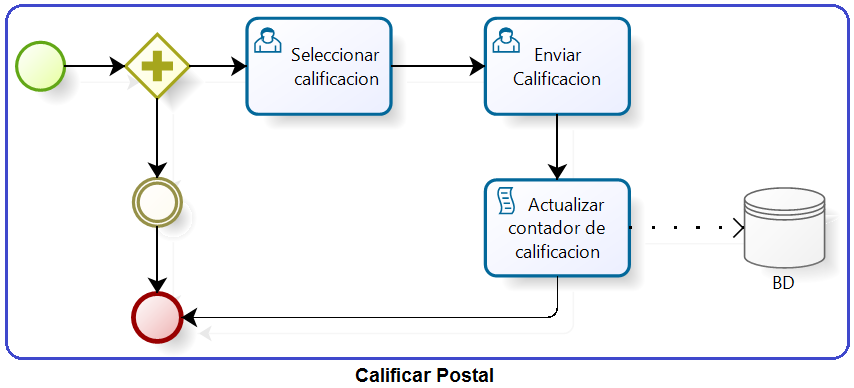 Seleccionar
calificacion
Enviar
Calificacion
Actualizar
contador de
calificacion
BD
Calificar Postal